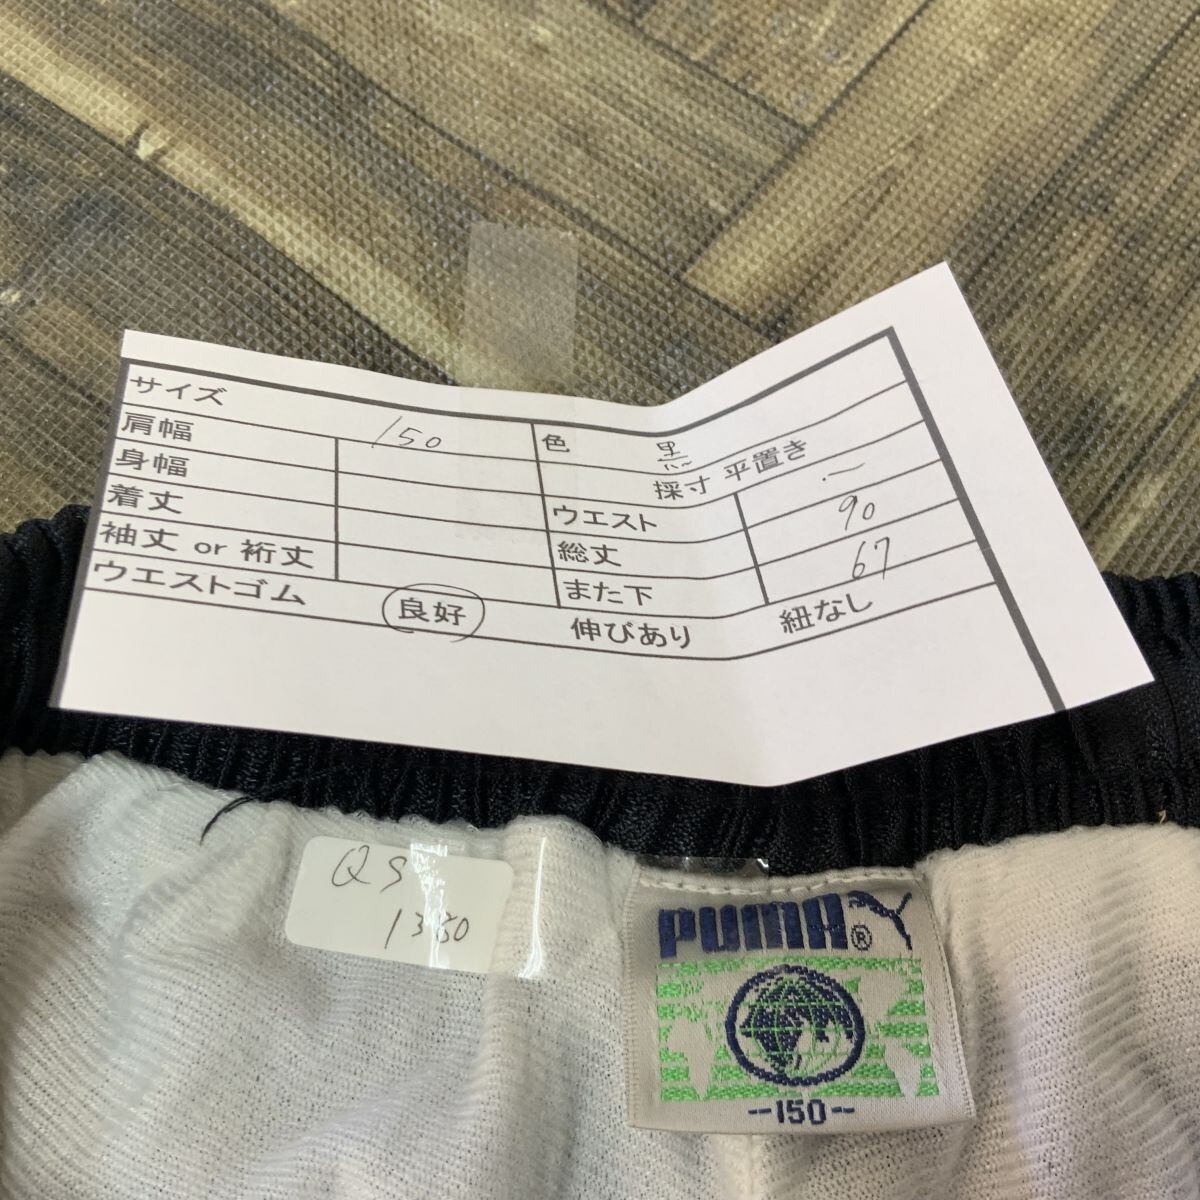 サイズ 150 色 黒
肩幅 採寸 平置き
身幅 ウエスト ー
着丈 総丈 90
袖丈 or 裄丈 また下 67
ウエストゴム 良好 伸びあり 紐なし
QS
PUMA®
--150--